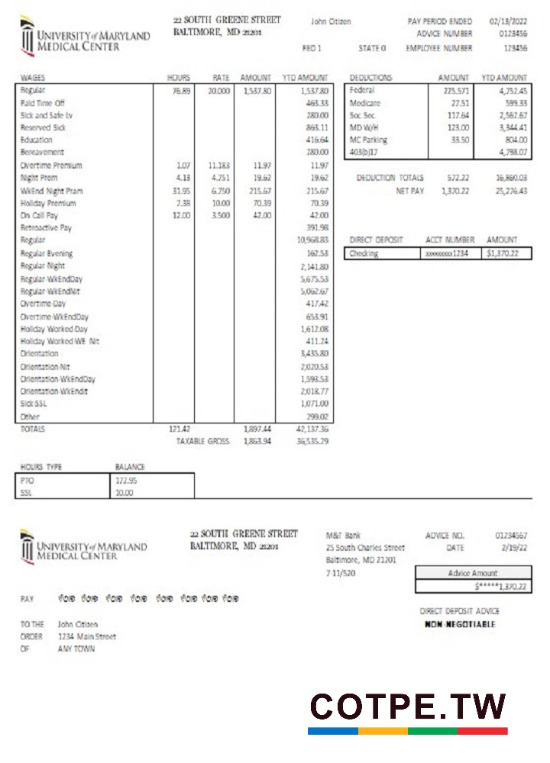 UNIVERSITY of MARYLAND
MEDICAL CENTER
22 SOUTH GREENE STREET
BALTIMORE, MD 21201
John Citizen
FED 1 STATE 0
PAY PERIOD ENDED 02/13/2022
ADVICE NUMBER 0123456
EMPLOYEE NUMBER 123456
WAGES HOURS RATE AMOUNT YTD AMOUNT
Regular 76.89 20.000 1,537.80 1,537.80
Paid Time Off 463.33
Sick and Safe Lv 280.00
Reserved Sick 863.11
Education 416.64
Bereavement 280.00
Overtime Premium 1.07 11.183 11.97 11.97
Night Prem 4.13 4.751 19.62 19.62
WkEnd Night Pram 31.95 6.750 215.67 215.67
Holiday Premium 7.39 10.00 70.39 70.39
On Call Pay 12.00 3.500 42.00 42.00
Retroactive Pay 391.98
Regular 10,968.83
Regular Evening 162.53
Regular-Night 2,141.80
Regular-WkEndDay 5,675.53
Regular-WkEndNit 5,062.67
Overtime-Day 417.42
Overtime-WkEndDay 653.91
Holiday Worked-Day 1,612.08
Holiday Worked-WE Nit 411.24
Orientation 3,435.80
Orientation-Nit 2,020.53
Orientation-WkEndDay 1,593.53
Orientation-WkEndit 2,018.77
Sick SSL 1,071.00
Other 299.02
TOTALS 121.42 1,897.44 42,137.36
TAXABLE GROSS 1,863.94 36,535.29
DEDUCTIONS AMOUNT YTD AMOUNT
Federal 225.571 4,752.45
Medicare 27.51 599.33
Soc Sec 117.64 2,562.67
MD W/H 123.00 3,344.41
MC Parking 33.50 804.00
403(b)17 4,798.07
DEDUCTION TOTALS 572.22 16,860.03
NET PAY 1,370.22 25,276.43
DIRECT DEPOSIT ACCT NUMBER AMOUNT
Checking 1234 $1,370.22
HOURS TYPE BALANCE
PTO 172.95
SSL 10.00
UNIVERSITY of MARYLAND
MEDICAL CENTER
22 SOUTH GREENE STREET
BALTIMORE, MD 21201
M&T Bank
25 South Charles Street
Baltimore, MD 21201
7-11/520
ADVICE NO. 01234567
DATE 2/19/22
Advice Amount
$*****1,370.22
PAY
DIRECT DEPOSIT ADVICE
NON-NEGOTIABLE
TO THE John Citizen
ORDER 1234 Main Street
OF ANY TOWN
COTPE.TW